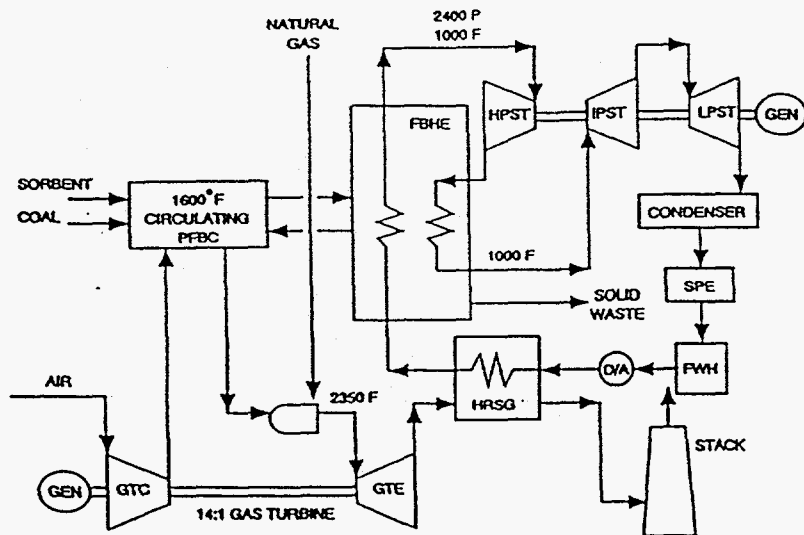 NATURAL
GAS
2400 P
1000 F
HPST
IPST
LPST
GEN
FBHE
SORBENT
COAL
1600°F
CIRCULATING
PFBC
1000 F
CONDENSER
SPE
SOLID
WASTE
FWH
D/A
HRSG
AIR
2350 F
STACK
GEN
GTC
GTE
14:1 GAS TURBINE